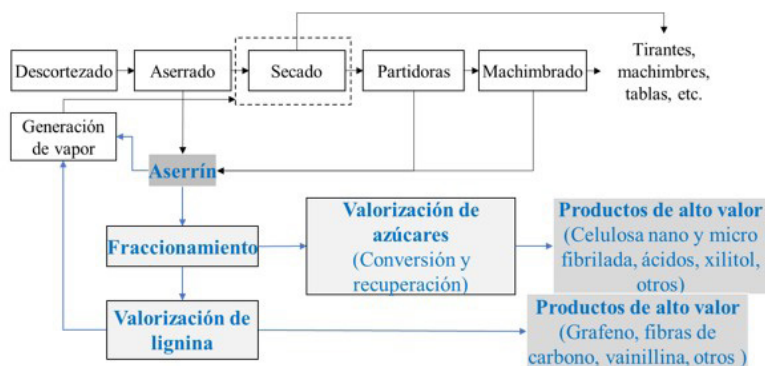 Descortezado
Aserrado
Secado
Partidoras
Machimbrado
Tirantes,
machimbres,
tablas, etc.
Generación
de vapor
Aserrín
Fraccionamiento
Valorización de
azúcares
(Conversión y
recuperación)
Productos de alto valor
(Celulosa nano y micro
fibrilada, ácidos, xilitol,
otros)
Valorización de
lignina
Productos de alto valor
(Grafeno, fibras de
carbono, vainillina, otros )